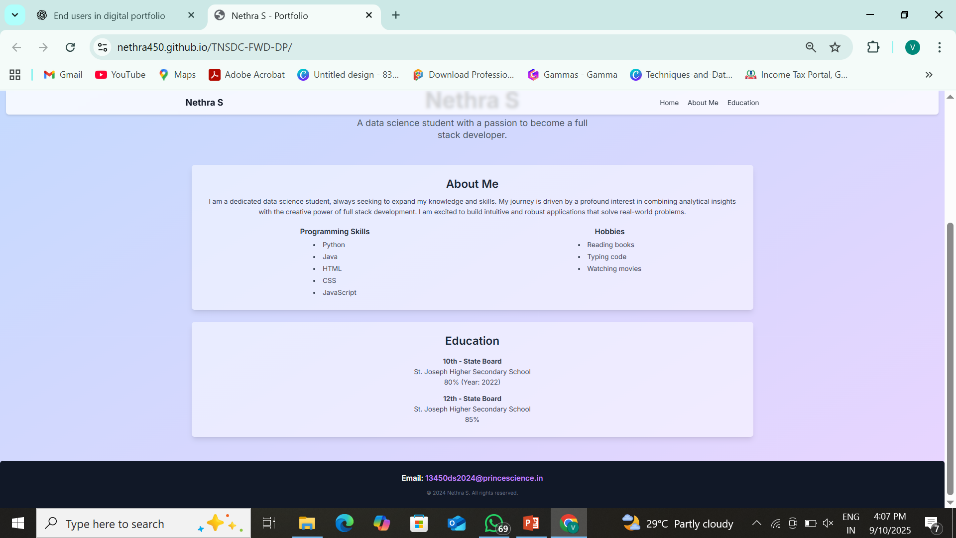 End users in digital portfolio
Nethra S - Portfolio
nethra450.github.io/TNSDC-FWD-DP/
V
Gmail
YouTube
Maps
Adobe Acrobat
Untitled design - 83...
Download Professio...
Gammas - Gamma
Techniques and Dat...
Income Tax Portal, G...
Nethra S
Home
About Me
Education
Nethra S
A data science student with a passion to become a full
stack developer.
About Me
I am a dedicated data science student, always seeking to expand my knowledge and skills. My journey is driven by a profound interest in combining analytical insights
with the creative power of full stack development. I am excited to build intuitive and robust applications that solve real-world problems.
Programming Skills
• Python
• Java
• HTML
• CSS
• JavaScript
Hobbies
• Reading books
• Typing code
• Watching movies
Education
10th - State Board
St. Joseph Higher Secondary School
80% (Year: 2022)
12th - State Board
St. Joseph Higher Secondary School
85%
Email: 13450ds2024@princescience.in
© 2024 Nethra S. All rights reserved.
Type here to search
69
29°C Partly cloudy
ENG
IN
4:07 PM
9/10/2025
7